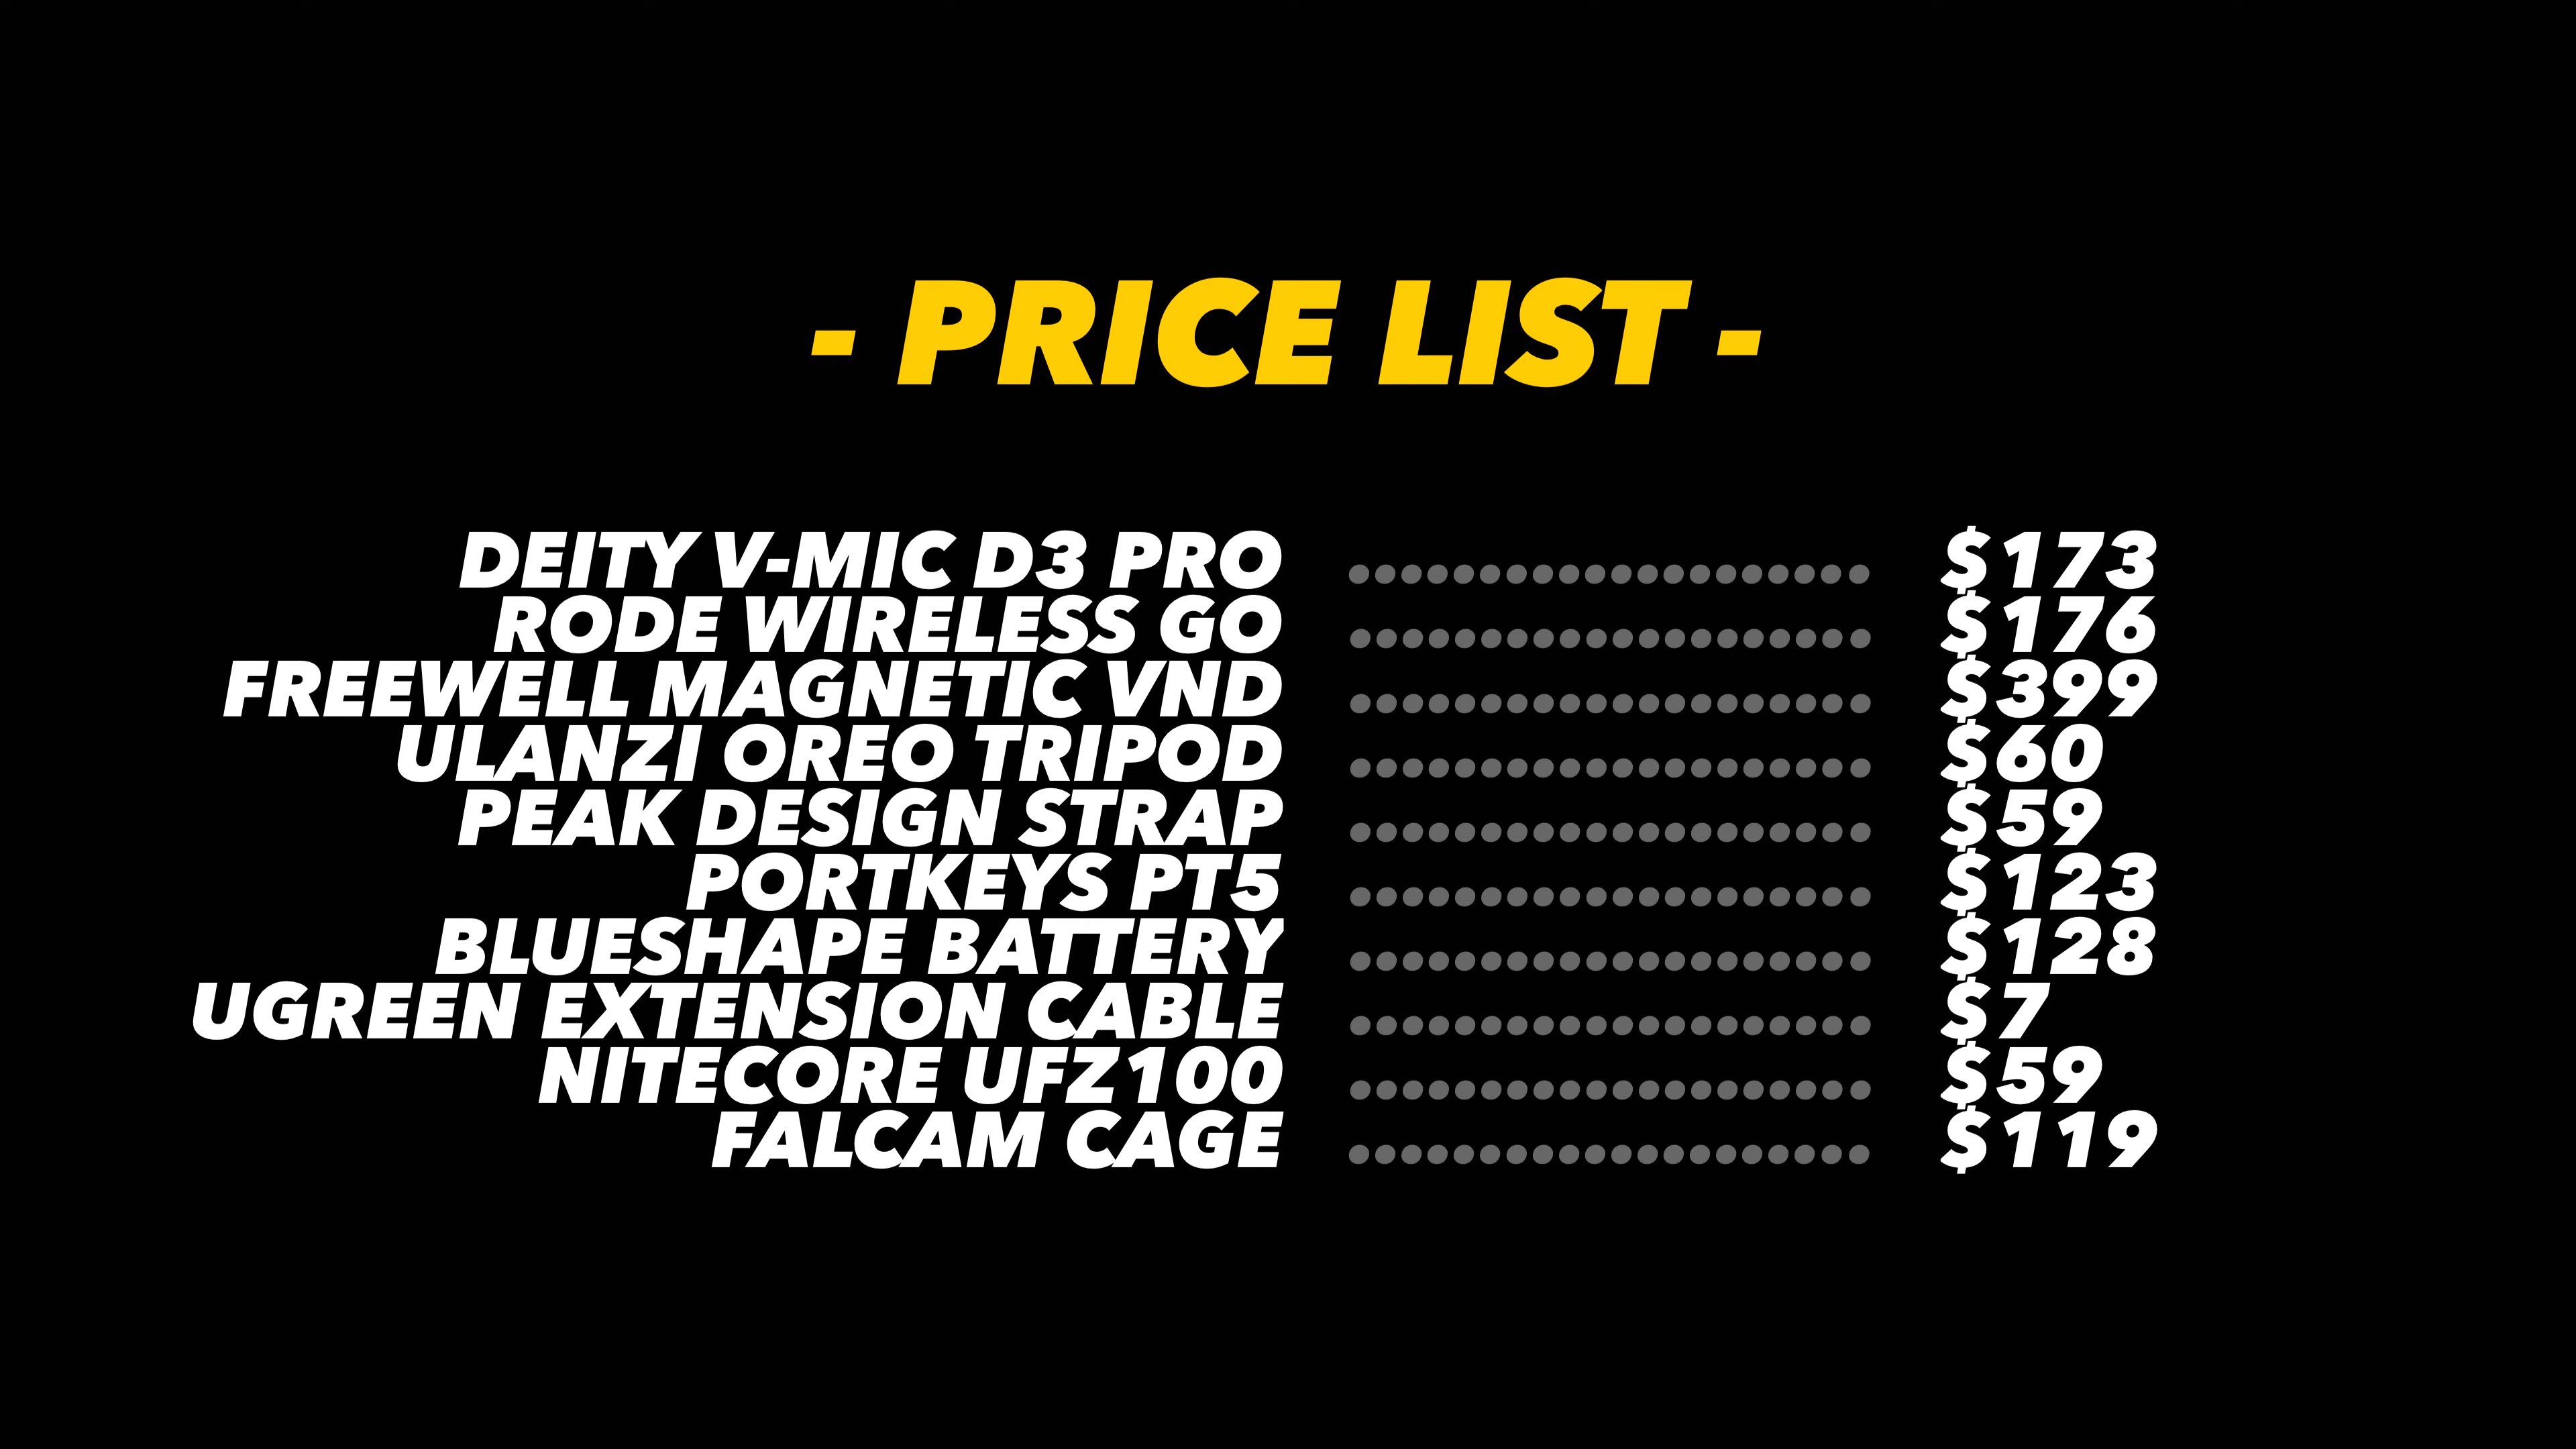 - PRICE LIST -
DEITY V-MIC D3 PRO •••••••••••••••••••• $173
RODE WIRELESS GO •••••••••••••••••••• $176
FREEWELL MAGNETIC VND •••••••••••••••••••• $399
ULANZI OREO TRIPOD •••••••••••••••••••• $60
PEAK DESIGN STRAP •••••••••••••••••••• $59
PORTKEYS PT5 •••••••••••••••••••• $123
BLUESHAPE BATTERY •••••••••••••••••••• $128
UGREEN EXTENSION CABLE •••••••••••••••••••• $7
NITECORE UFZ100 •••••••••••••••••••• $59
FALCAM CAGE •••••••••••••••••••• $119